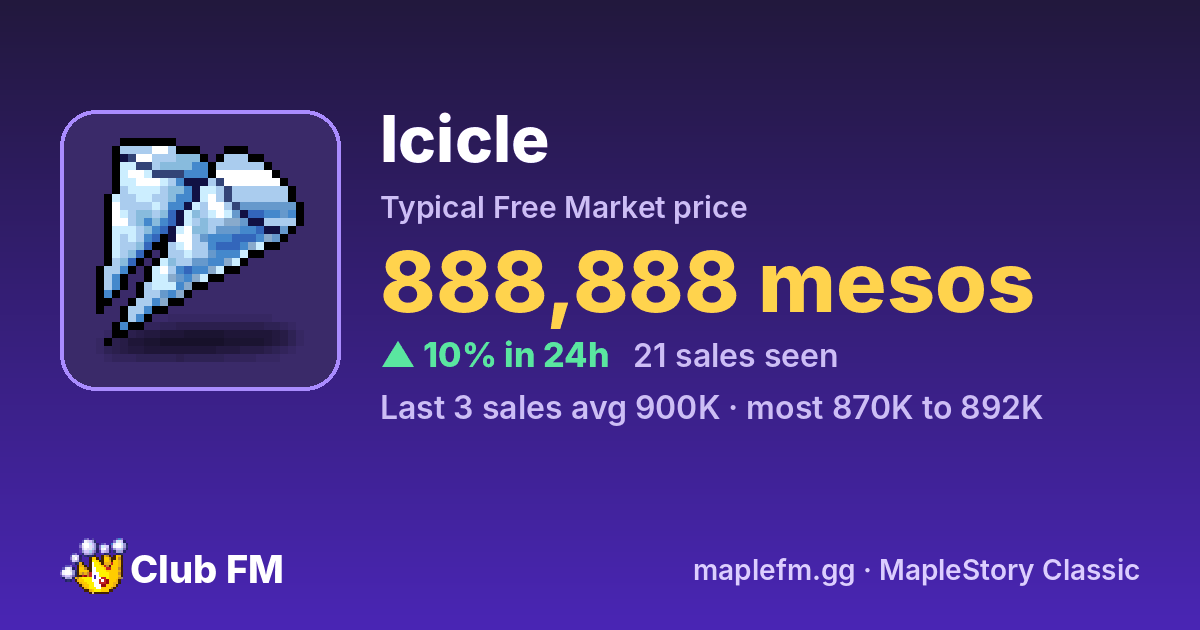 Icicle
Typical Free Market price
888,888 mesos
▲ 10% in 24h 21 sales seen
Last 3 sales avg 900K · most 870K to 892K
Club FM
maplefm.gg · MapleStory Classic